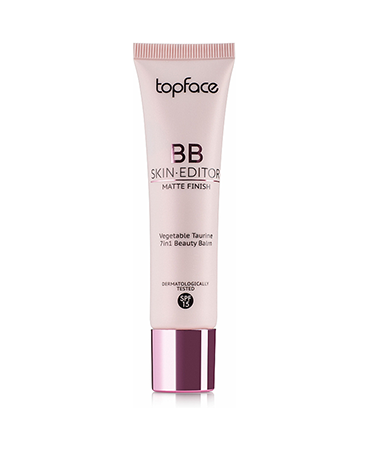 topface
BB
SKIN·EDITOR
MATTE FINISH
Vegetable Taurine
7in1 Beauty Balm
DERMATOLOGICALLY
TESTED
SPF
15